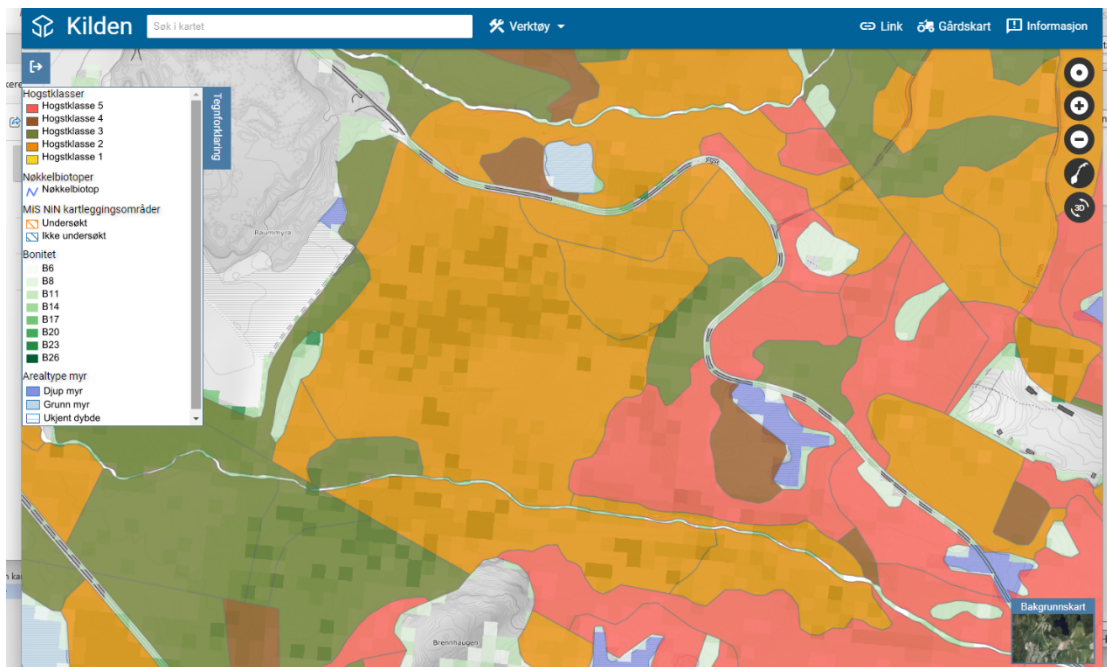 Kilden
Søk i kartet
Verktøy
Link
Gårdskart
Informasjon
Tegnforklaring
Hogstklasser
Hogstklasse 5
Hogstklasse 4
Hogstklasse 3
Hogstklasse 2
Hogstklasse 1
Nøkkelbiotoper
Nøkkelbiotop
MiS NiN kartleggingsområder
Undersøkt
Ikke undersøkt
Bonitet
B6
B8
B11
B14
B17
B20
B23
B26
Arealtype myr
Djup myr
Grunn myr
Ukjent dybde
3D
Raummyra
Brennhaugen
Bakgrunnskart